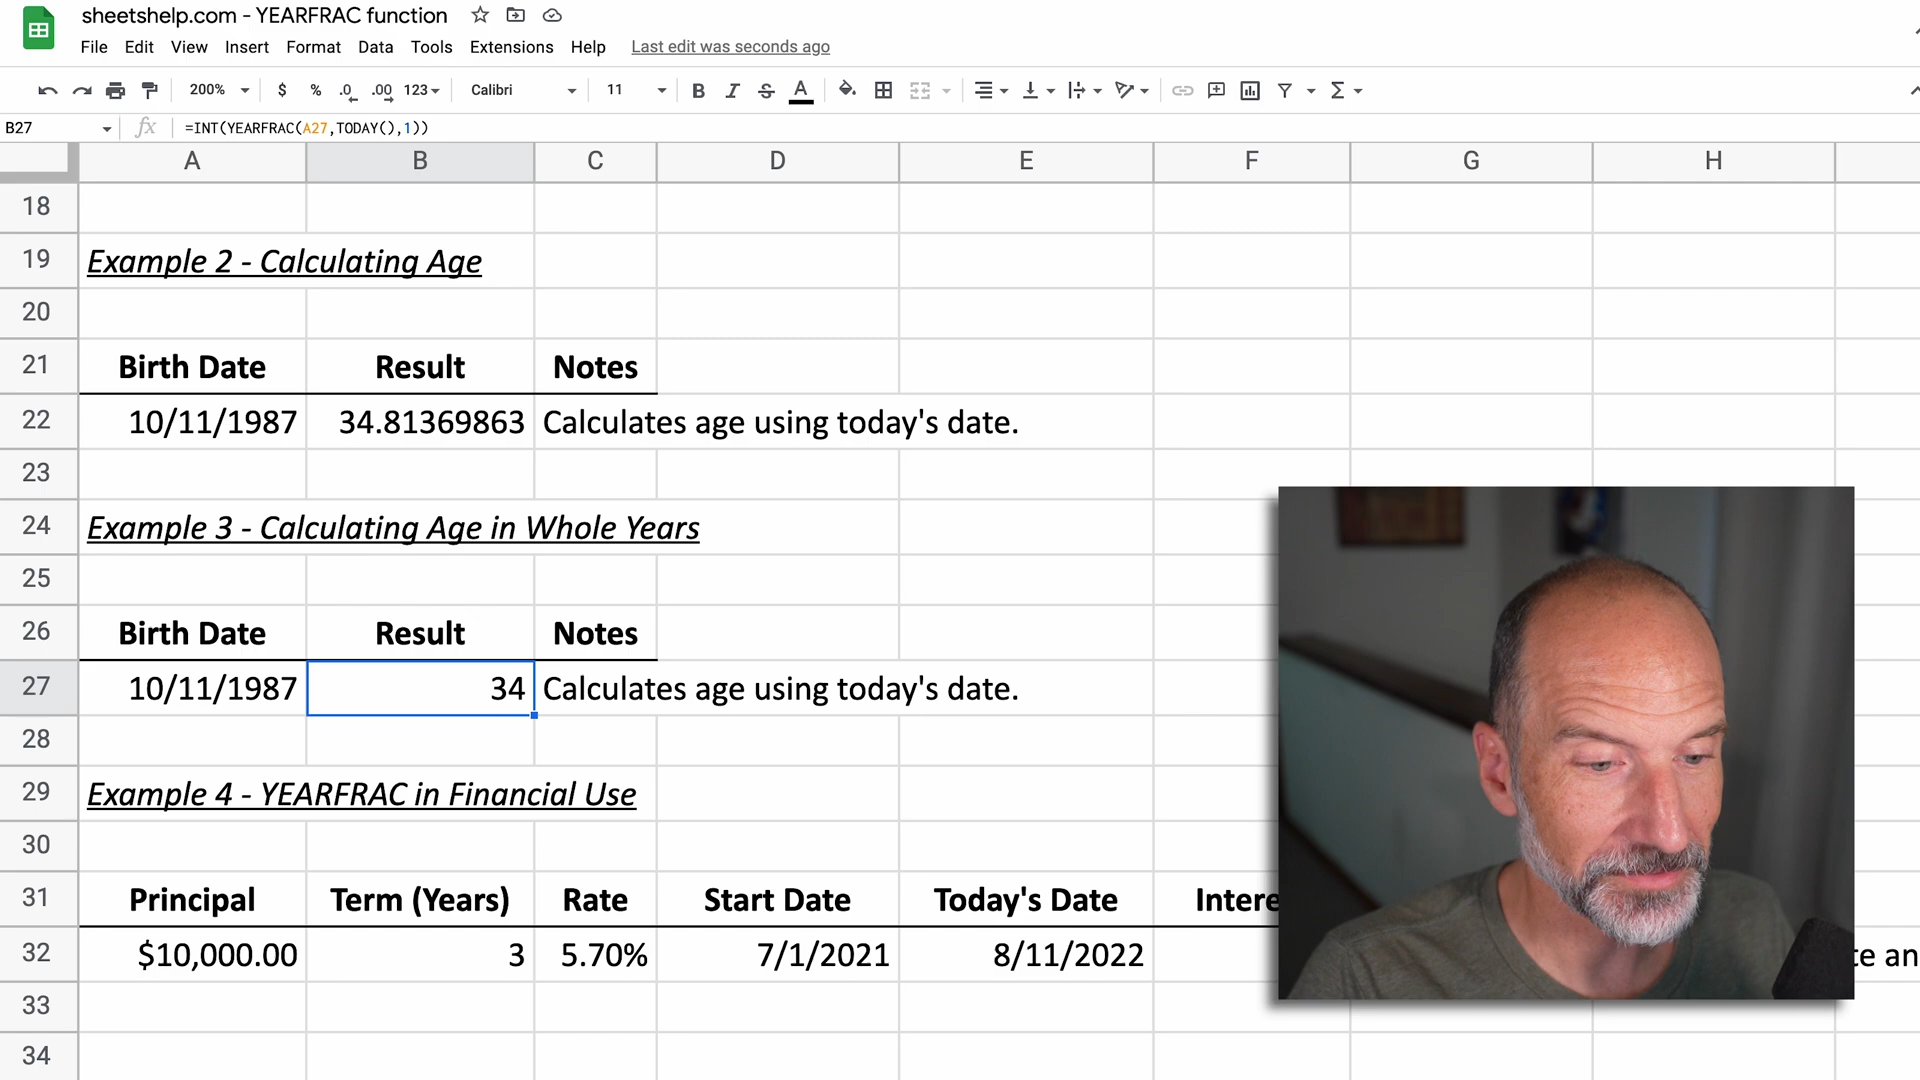 sheetshelp.com - YEARFRAC function
File Edit View Insert Format Data Tools Extensions Help Last edit was seconds ago
200% $ % .0 .00 123 Calibri 11 B I S A Σ
B27 fx =INT(YEARFRAC(A27,TODAY(),1))
A B C D E F G H
18
19 Example 2 - Calculating Age
20
21 Birth Date Result Notes
22 10/11/1987 34.81369863 Calculates age using today's date.
23
24 Example 3 - Calculating Age in Whole Years
25
26 Birth Date Result Notes
27 10/11/1987 34 Calculates age using today's date.
28
29 Example 4 - YEARFRAC in Financial Use
30
31 Principal Term (Years) Rate Start Date Today's Date Intere
32 $10,000.00 3 5.70% 7/1/2021 8/11/2022 te an
33
34